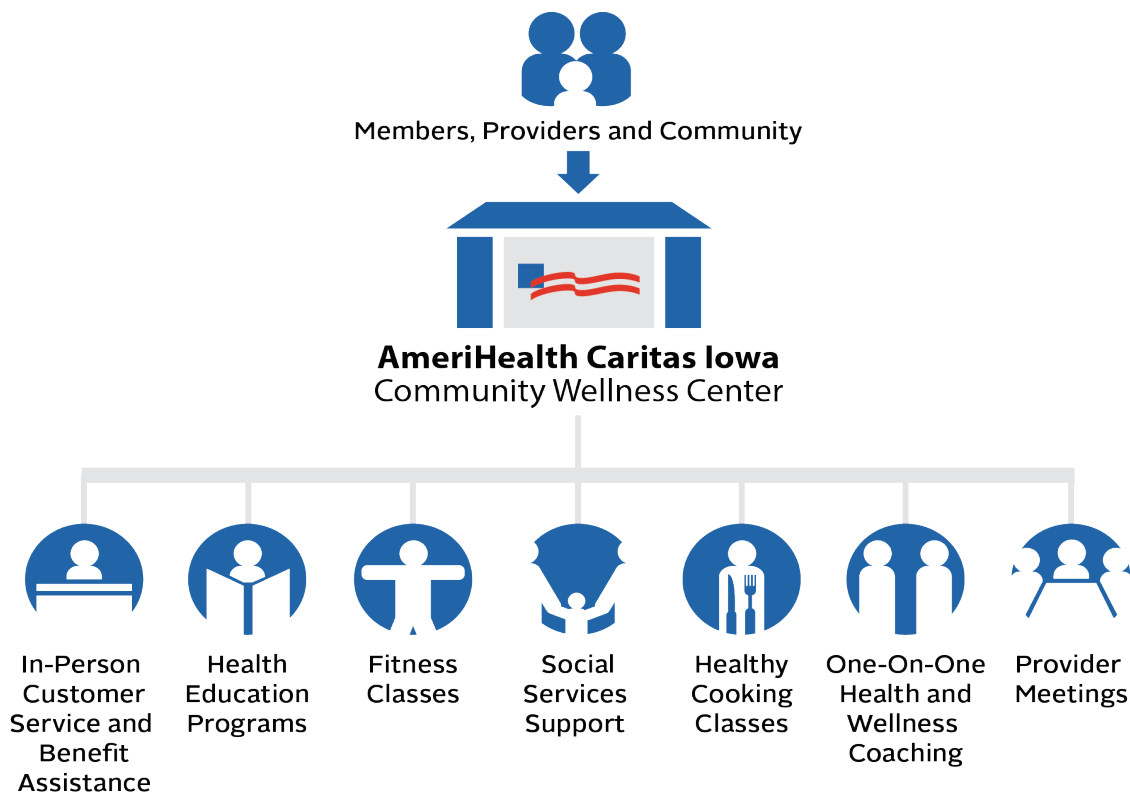 Members, Providers and Community
AmeriHealth Caritas Iowa
Community Wellness Center
In-Person
Customer
Service and
Benefit
Assistance
Health
Education
Programs
Fitness
Classes
Social
Services
Support
Healthy
Cooking
Classes
One-On-One
Health and
Wellness
Coaching
Provider
Meetings